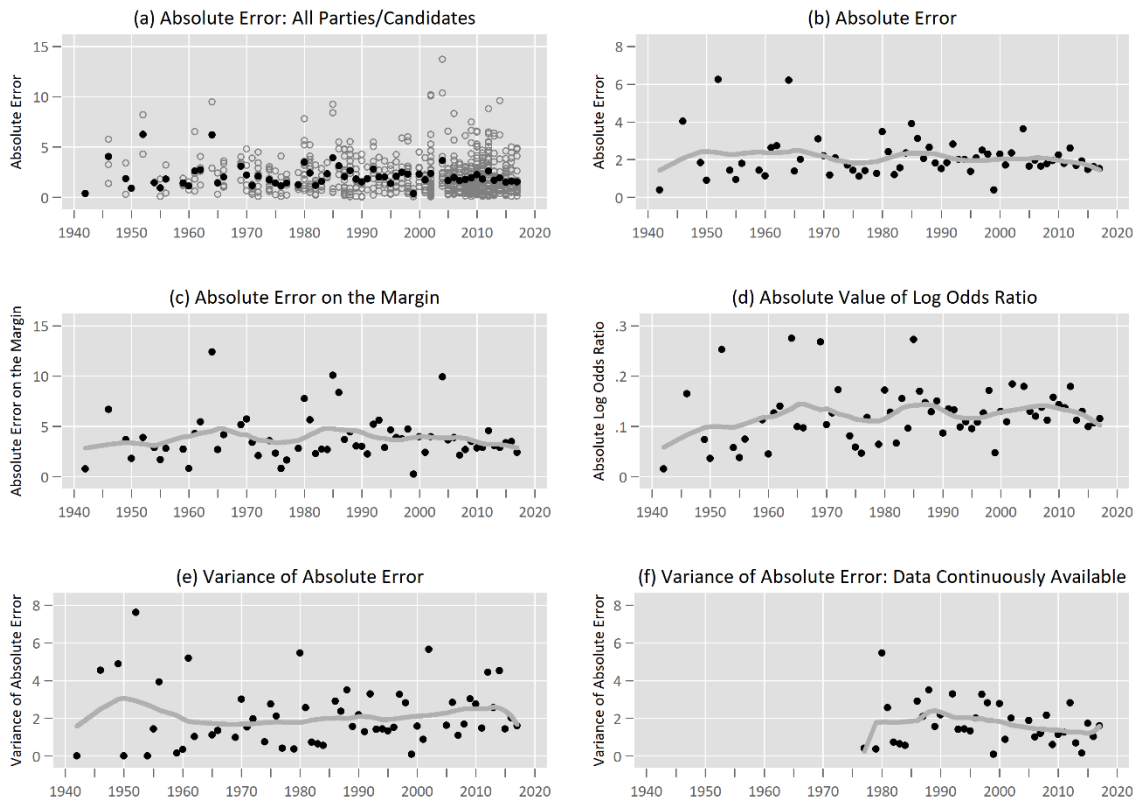 (a) Absolute Error: All Parties/Candidates
Absolute Error
15
10
5
0
1940 1950 1960 1970 1980 1990 2000 2010 2020
(b) Absolute Error
Absolute Error
8
6
4
2
0
1940 1950 1960 1970 1980 1990 2000 2010 2020
(c) Absolute Error on the Margin
Absolute Error on the Margin
15
10
5
0
1940 1950 1960 1970 1980 1990 2000 2010 2020
(d) Absolute Value of Log Odds Ratio
Absolute Log Odds Ratio
.3
.2
.1
0
1940 1950 1960 1970 1980 1990 2000 2010 2020
(e) Variance of Absolute Error
Variance of Absolute Error
8
6
4
2
0
1940 1950 1960 1970 1980 1990 2000 2010 2020
(f) Variance of Absolute Error: Data Continuously Available
Variance of Absolute Error
8
6
4
2
0
1940 1950 1960 1970 1980 1990 2000 2010 2020